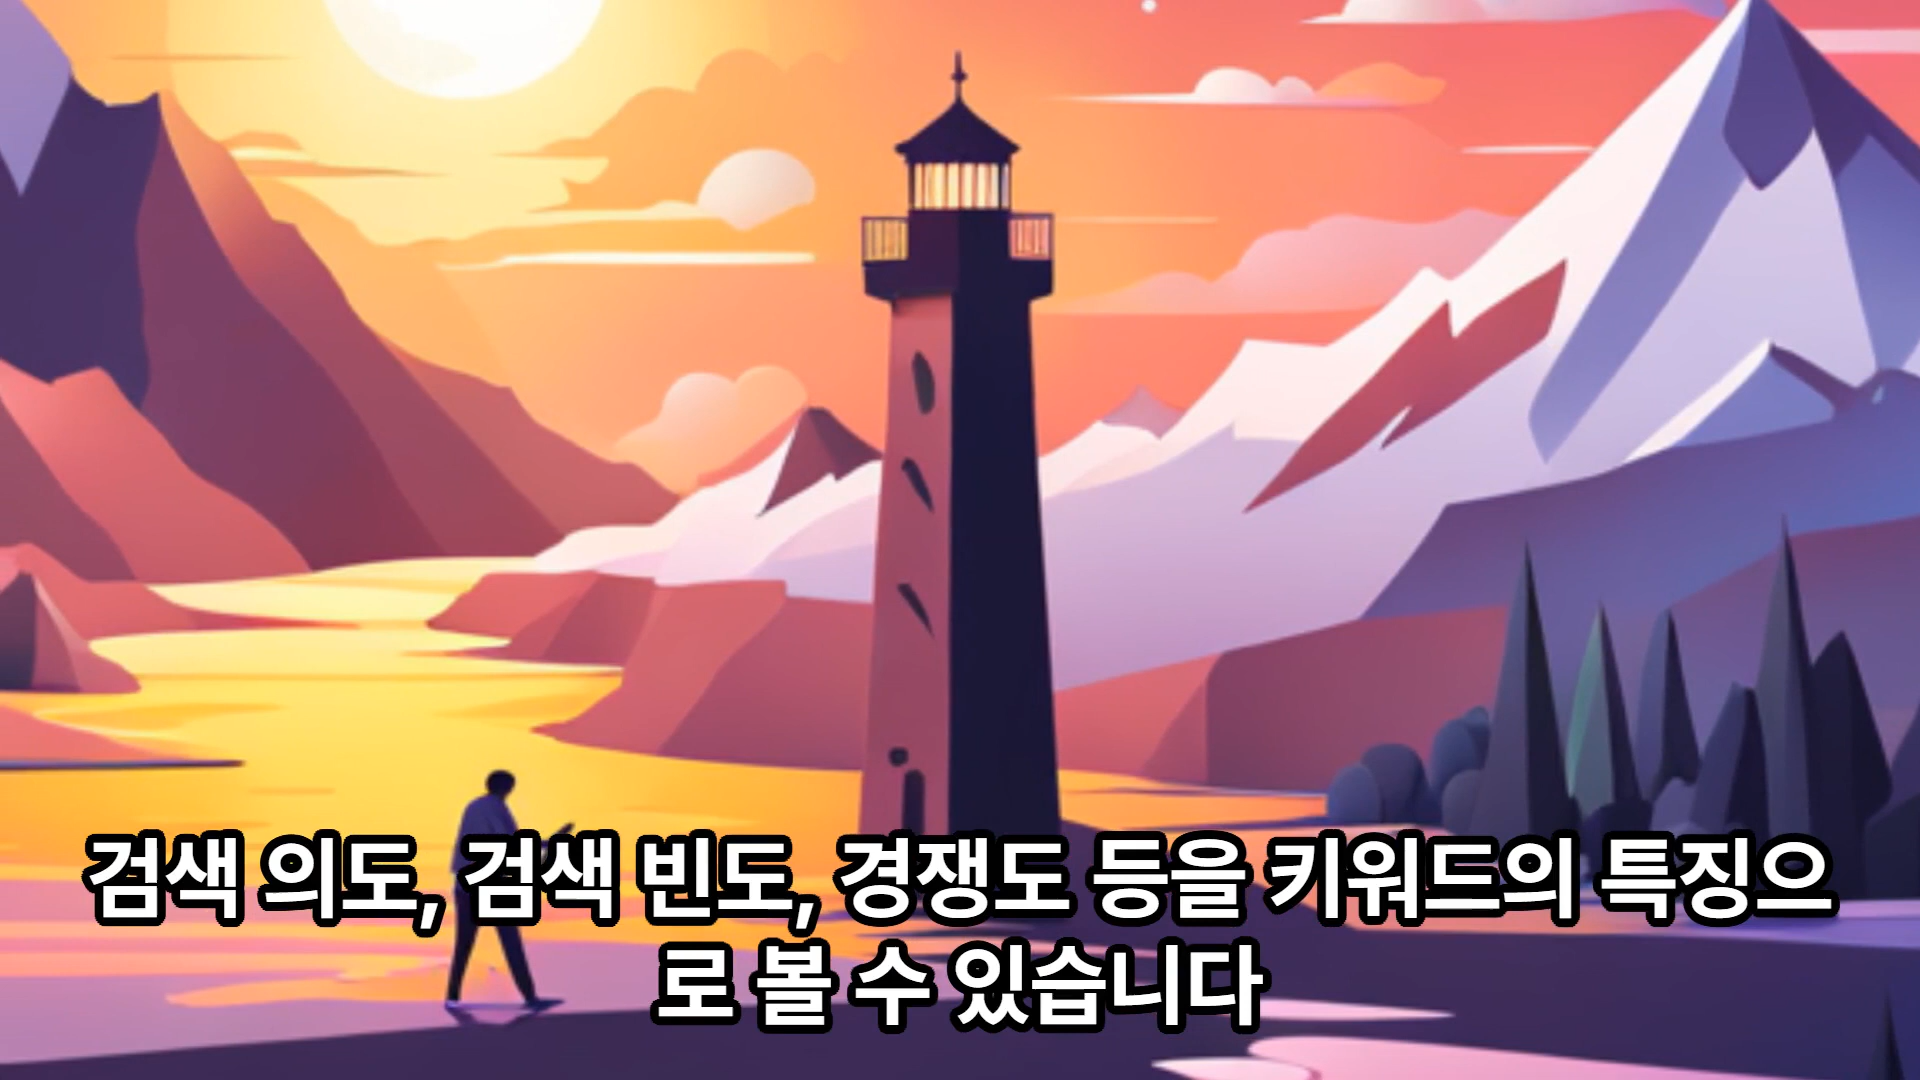 검색 의도, 검색 빈도, 경쟁도 등을 키워드의 특징으
로 볼 수 있습니다